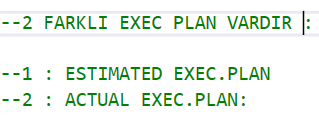 --2 FARKLI EXEC PLAN VARDIR :
--1 : ESTIMATED EXEC.PLAN
--2 : ACTUAL EXEC.PLAN: